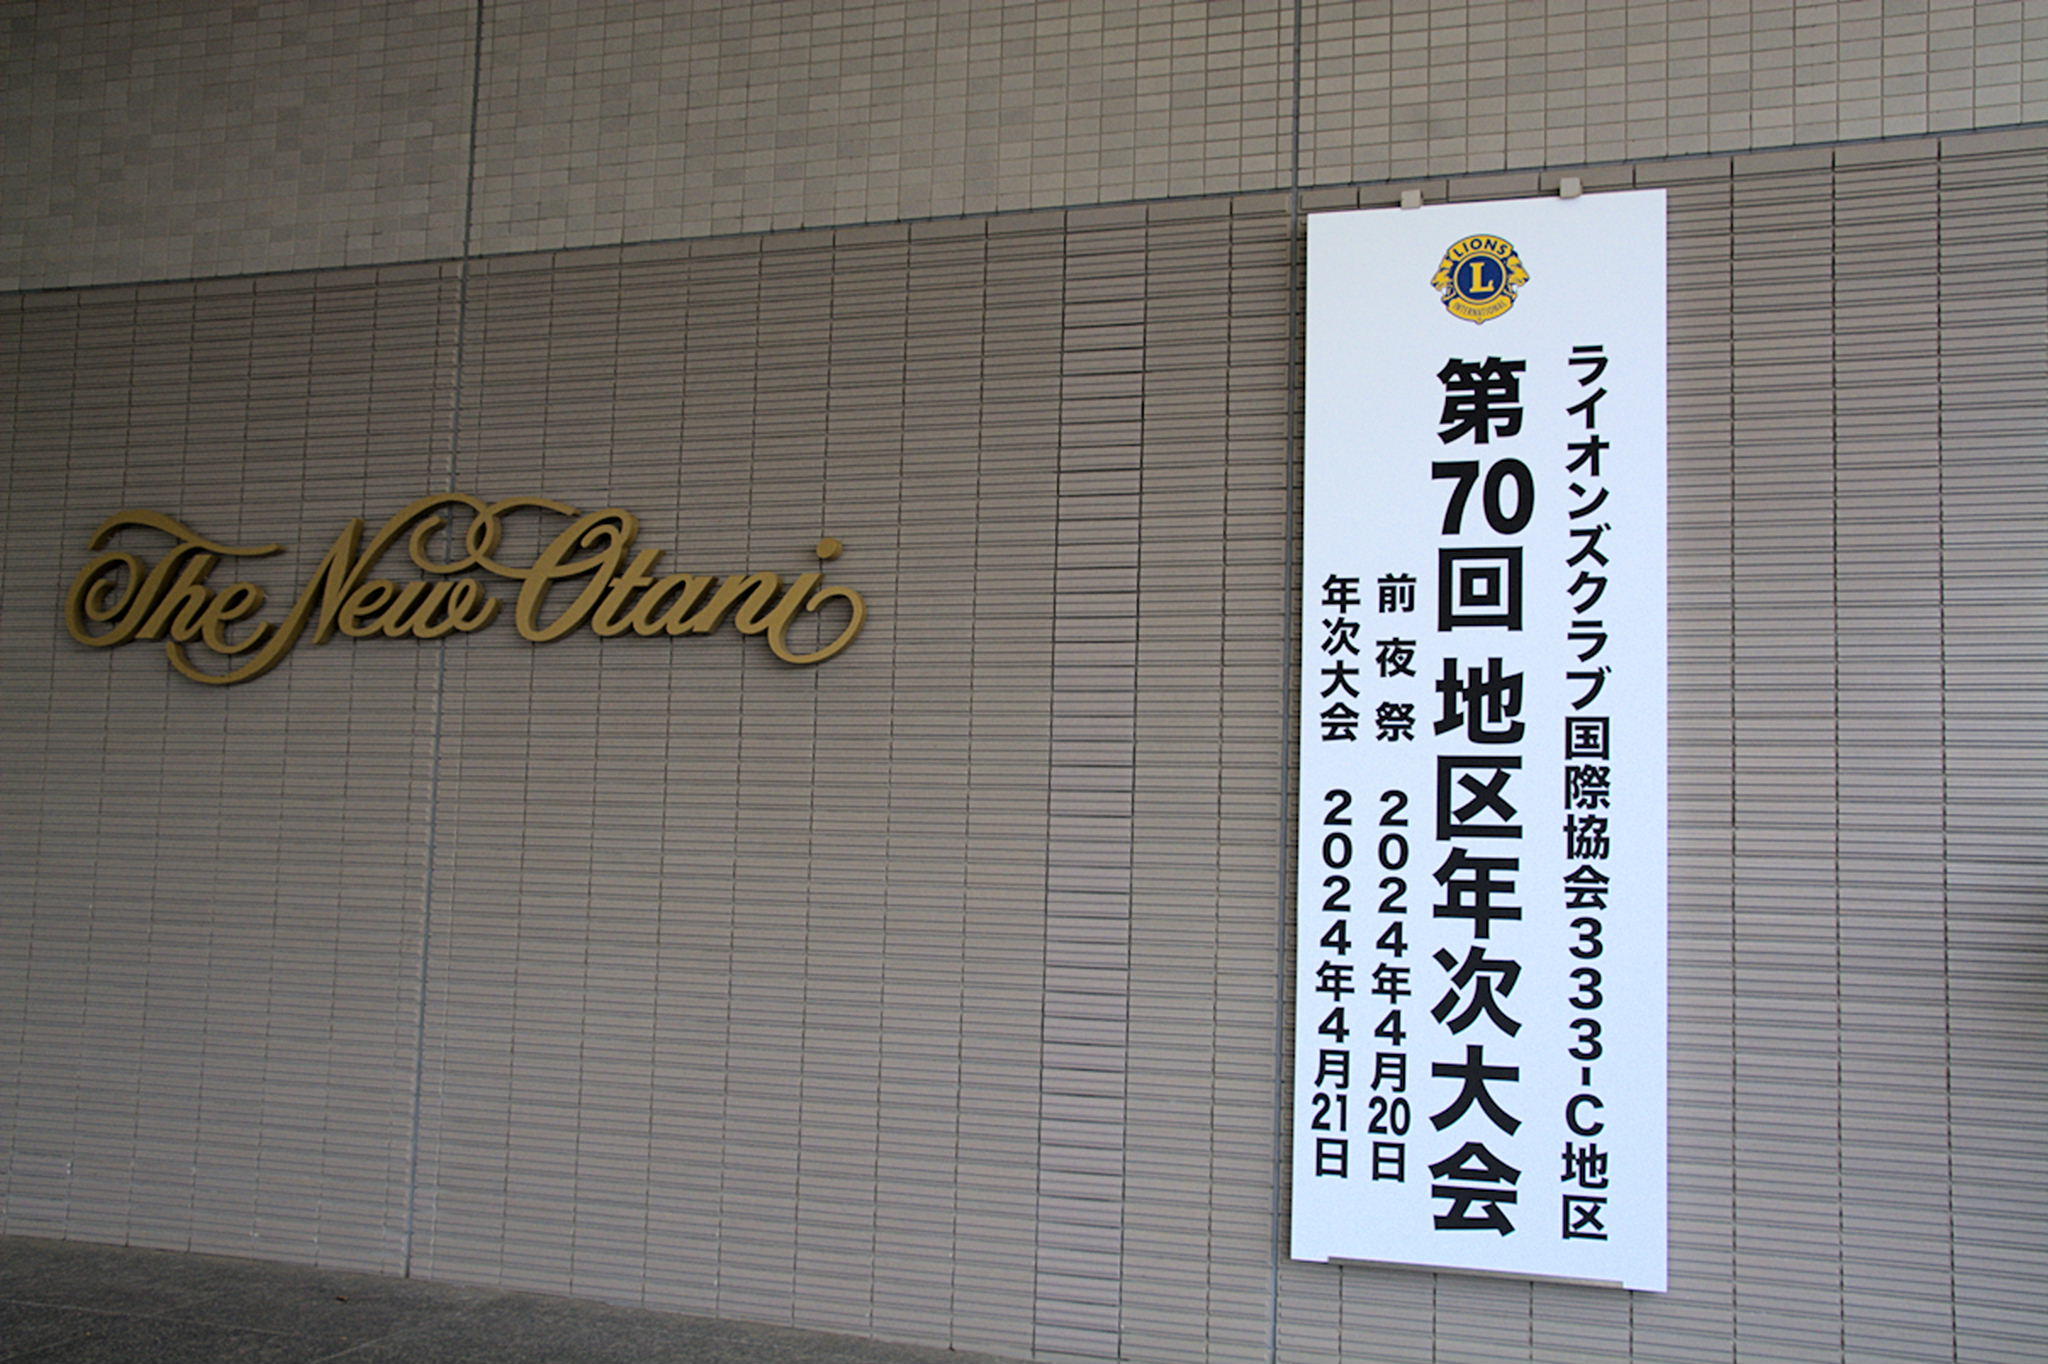 The New Otani
LIONS
L
INTERNATIONAL
ライオンズクラブ国際協会333-C地区
第70回 地区年次大会
前夜祭 2024年4月20日
年次大会 2024年4月21日